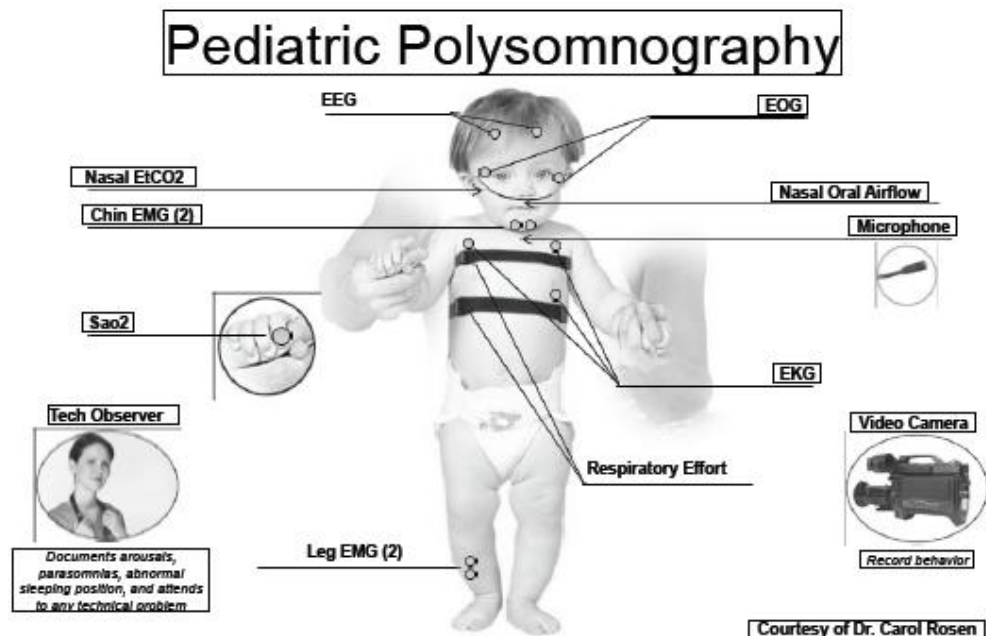 Pediatric Polysomnography
EEG
EOG
Nasal EtCO2
Nasal Oral Airflow
Chin EMG (2)
Microphone
Sao2
EKG
Tech Observer
Video Camera
Respiratory Effort
Leg EMG (2)
Documents arousals,
parasomnias, abnormal
sleeping position, and attends
to any technical problem
Record behavior
Courtesy of Dr. Carol Rosen